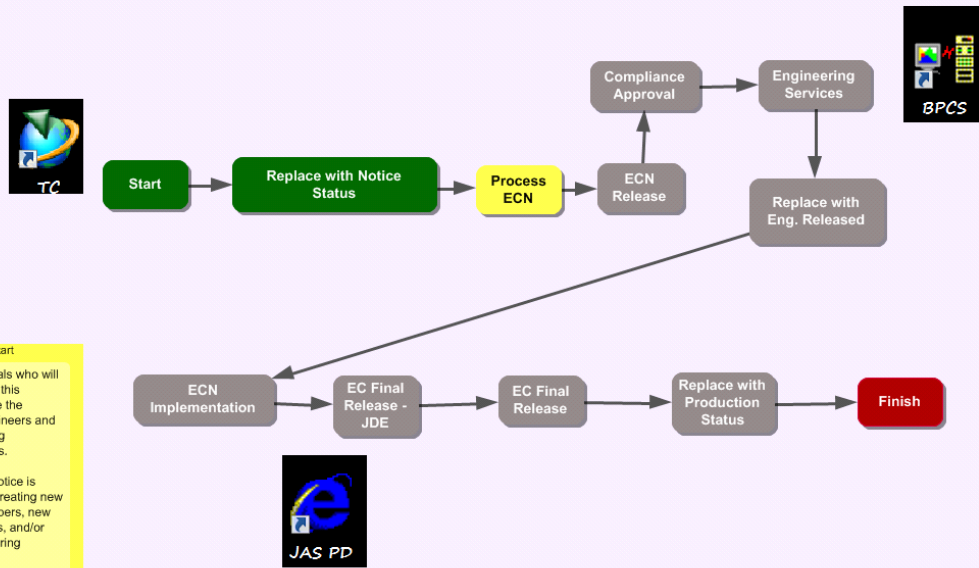 BPCS
TC
Start
Replace with Notice
Status
Process
ECN
ECN
Release
Compliance
Approval
Engineering
Services
Replace with
Eng. Released
ECN
Implementation
EC Final
Release -
JDE
EC Final
Release
Replace with
Production
Status
Finish
JAS PD
als who will
this
e the
ineers and
g
s.
otice is
reating new
bers, new
s, and/or
ring